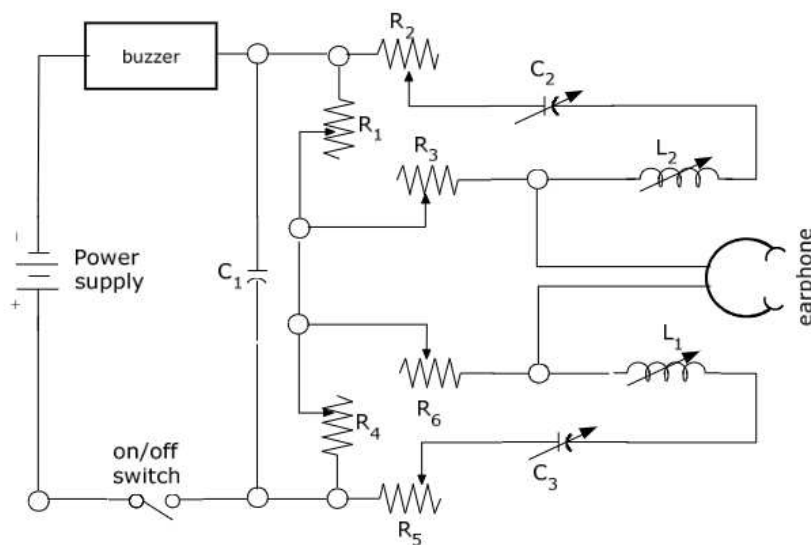 buzzer
R2
C2
R1
R3
L2
−
Power
supply
+
C1
earphone
L1
R6
R4
on/off
switch
C3
R5